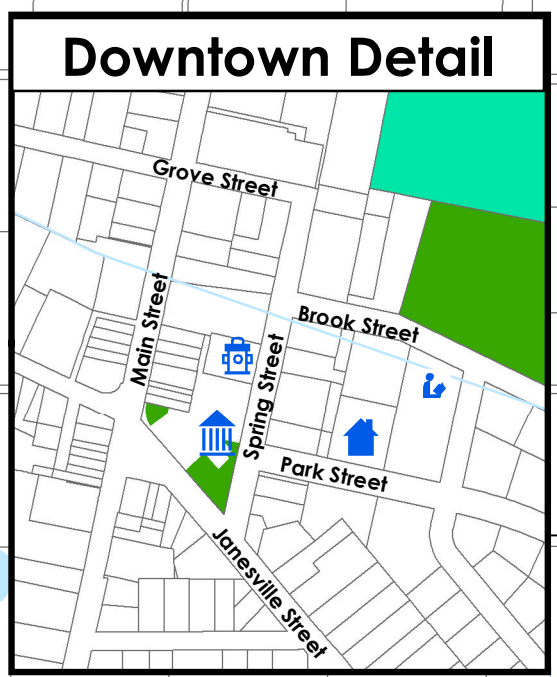 Downtown Detail
Grove Street
Main Street
Brook Street
Spring Street
Park Street
Janesville Street